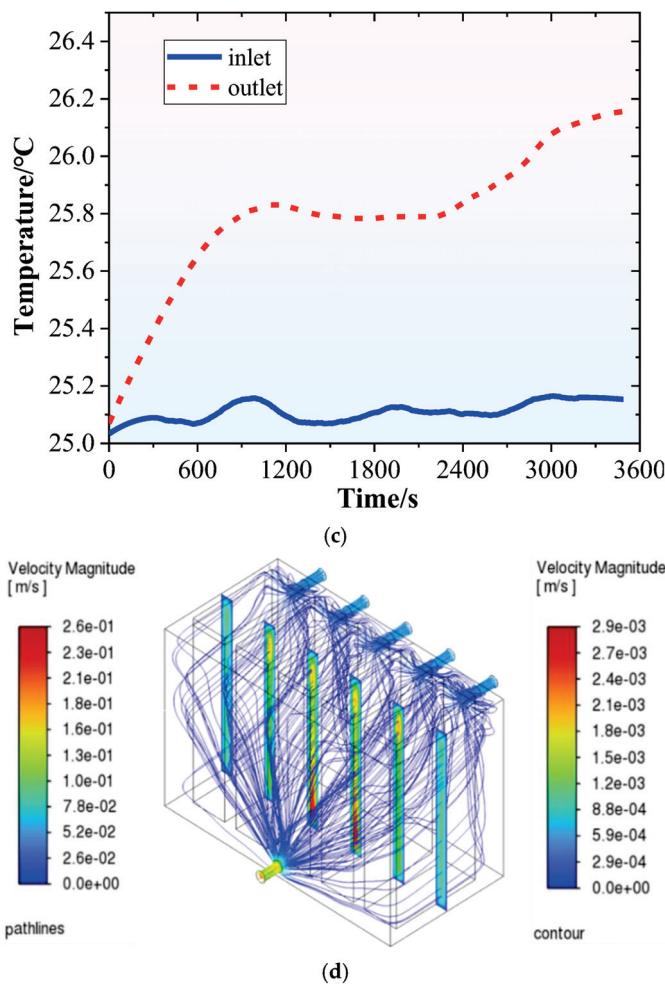 26.4
26.2
26.0
25.8
25.6
25.4
25.2
25.0
Temperature/°C
inlet
outlet
0 600 1200 1800 2400 3000 3600
Time/s
(c)
Velocity Magnitude
[ m/s ]
2.6e-01
2.3e-01
2.1e-01
1.8e-01
1.6e-01
1.3e-01
1.0e-01
7.8e-02
5.2e-02
2.6e-02
0.0e+00
pathlines
Velocity Magnitude
[ m/s ]
2.9e-03
2.7e-03
2.4e-03
2.1e-03
1.8e-03
1.5e-03
1.2e-03
8.8e-04
5.9e-04
2.9e-04
0.0e+00
contour
(d)